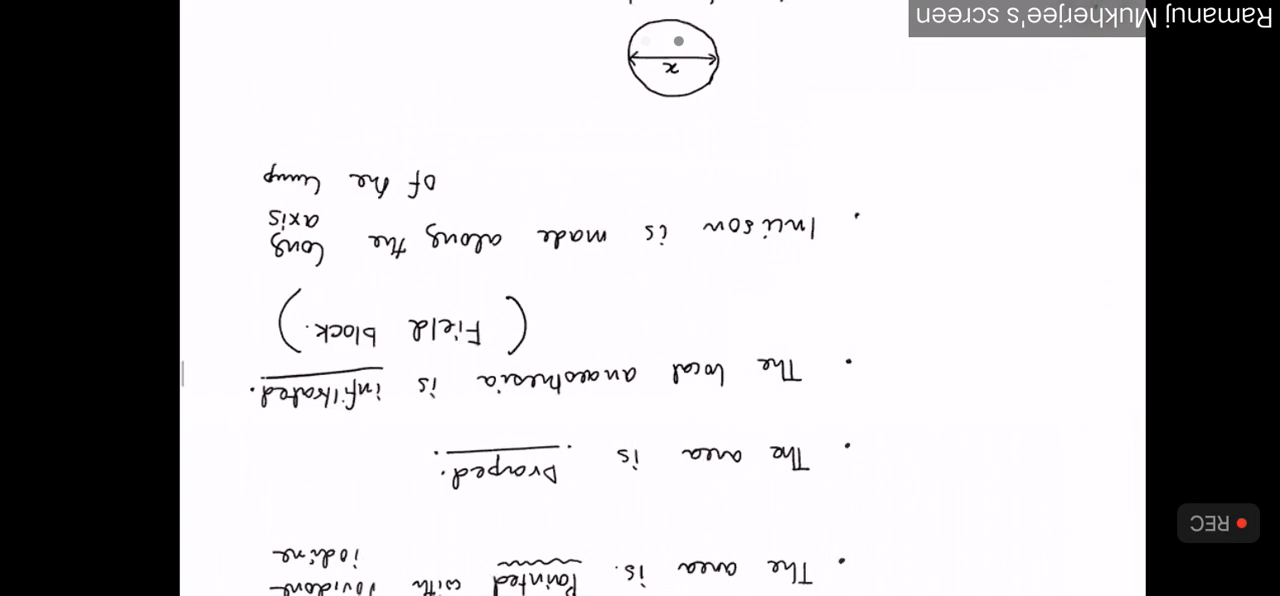 Ramanuj Mukherjee's screen
REC
• The area is Painted with Povidone
iodine
• The area is Draped.
• The local anaesthesia is infiltrated.
(Field block.)
• Incison is made along the long
axis
of the lump
x